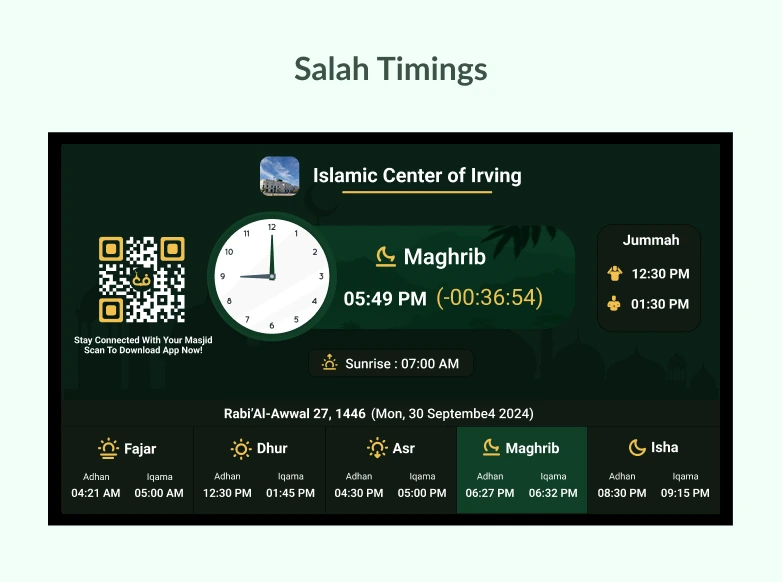 Salah Timings
Islamic Center of Irving
12
11
1
10
2
9
3
8
4
7
5
6
Maghrib
05:49 PM (-00:36:54)
Jummah
12:30 PM
01:30 PM
Stay Connected With Your Masjid
Scan To Download App Now!
Sunrise : 07:00 AM
Rabi'Al-Awwal 27, 1446 (Mon, 30 Septembe4 2024)
Fajar
Adhan Iqama
04:21 AM 05:00 AM
Dhur
Adhan Iqama
12:30 PM 01:45 PM
Asr
Adhan Iqama
04:30 PM 05:00 PM
Maghrib
Adhan Iqama
06:27 PM 06:32 PM
Isha
Adhan Iqama
08:30 PM 09:15 PM